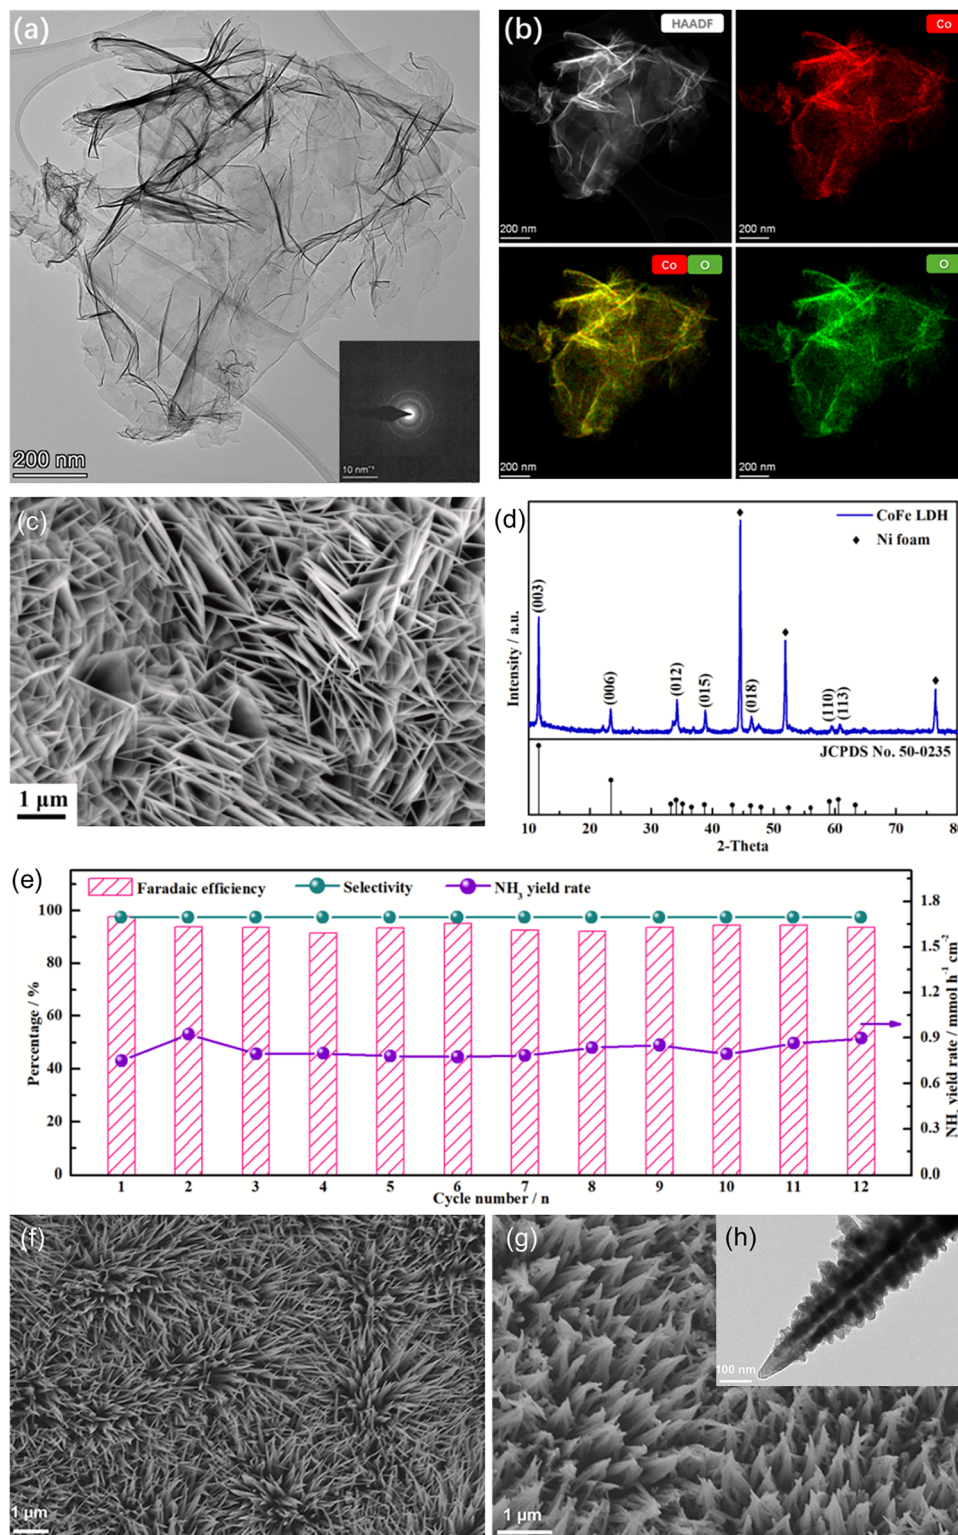 (a)
200 nm
10 nm⁻¹
(b)
HAADF
200 nm
Co
200 nm
Co O
200 nm
O
200 nm
(c)
1 μm
(d)
CoFe LDH
Ni foam
(003)
(006)
(012)
(015)
(018)
(110)
(113)
Intensity / a.u.
JCPDS No. 50-0235
10 20 30 40 50 60 70 80
2-Theta
(e)
Faradaic efficiency
Selectivity
NH₃ yield rate
Percentage / %
100
80
60
40
20
0
1.8
1.5
1.2
0.9
0.6
0.3
0.0
NH₃ yield rate / mmol h⁻¹ cm⁻²
1 2 3 4 5 6 7 8 9 10 11 12
Cycle number / n
(f)
1 μm
(g)
1 μm
(h)
100 nm